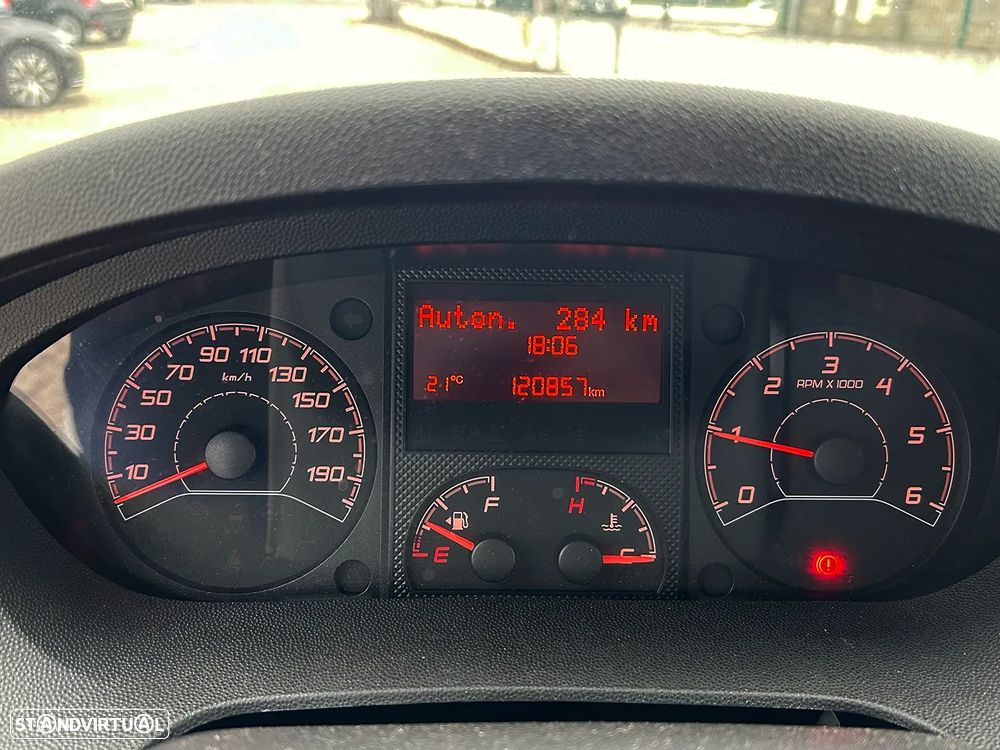 Auton. 284 km
18:06
21°C 120857km
10 30 50 70 90 110 130 150 170 190
km/h
E F
H C
0 1 2 3 4 5 6
RPM X 1000
STANDVIRTUAL